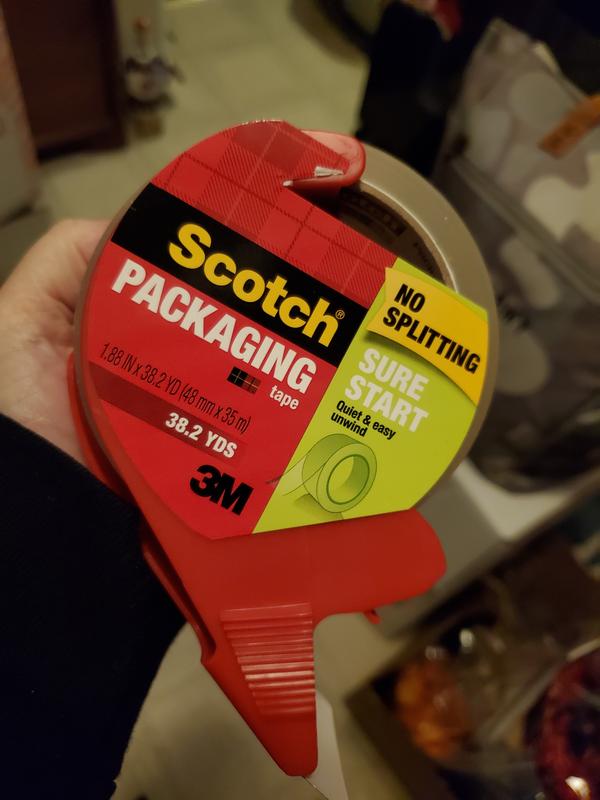 Scotch®
PACKAGING
tape
1.88 IN x 38.2 YD (48 mm x 35 m)
38.2 YDS
3M
NO
SPLITTING
SURE
START
Quiet & easy
unwind